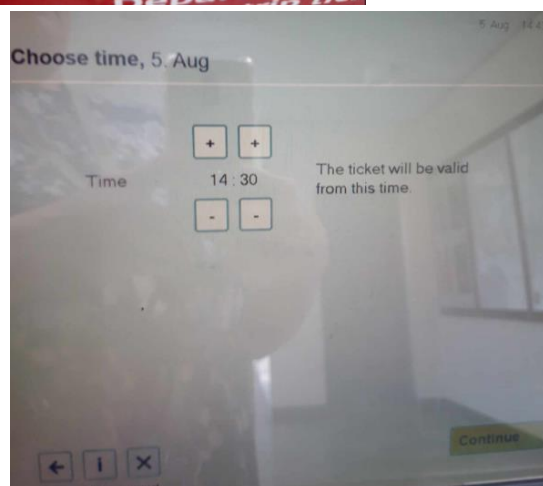 5 Aug
Choose time, 5. Aug
+ +
Time
14:30
- -
The ticket will be valid
from this time.
Continue
← i X